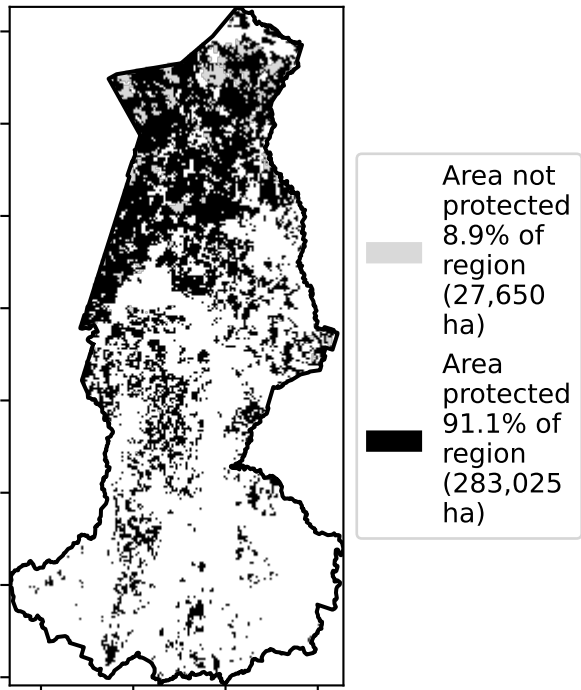 Area not
protected
8.9% of
region
(27,650
ha)
Area
protected
91.1% of
region
(283,025
ha)